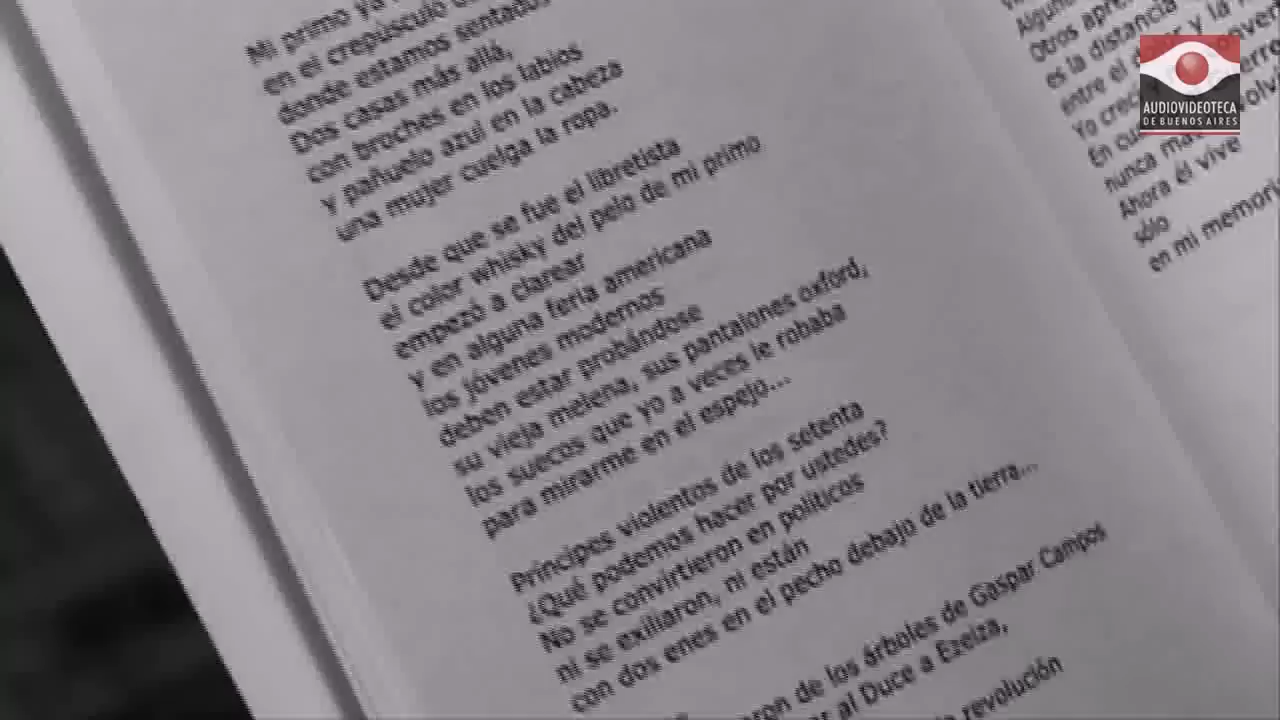 Mi primo ya
en el crepúsculo
donde estamos sentados
Dos casas más allá,
con broches en los labios
y pañuelo azul en la cabeza
una mujer cuelga la ropa.
Desde que se fue el libretista
el color whisky del pelo de mi primo
empezó a clarear
y en alguna feria americana
los jóvenes modernos
deben estar probándose
su vieja melena, sus pantalones oxford,
los suecos que yo a veces le robaba
para mirarme en el espejo...
Príncipes violentos de los setenta
¿Qué podemos hacer por ustedes?
No se convirtieron en políticos
ni se exiliaron, ni están
con dos enes en el pecho debajo de la tierra...
de los árboles de Gaspar Campos
al Duce a Ezeiza,
revolución
Otros
es la distancia
entre el
y la
Yo
En
nunca
Ahora él vive
sólo
en mi memoria
AUDIOVIDEOTECA
DE BUENOS AIRES